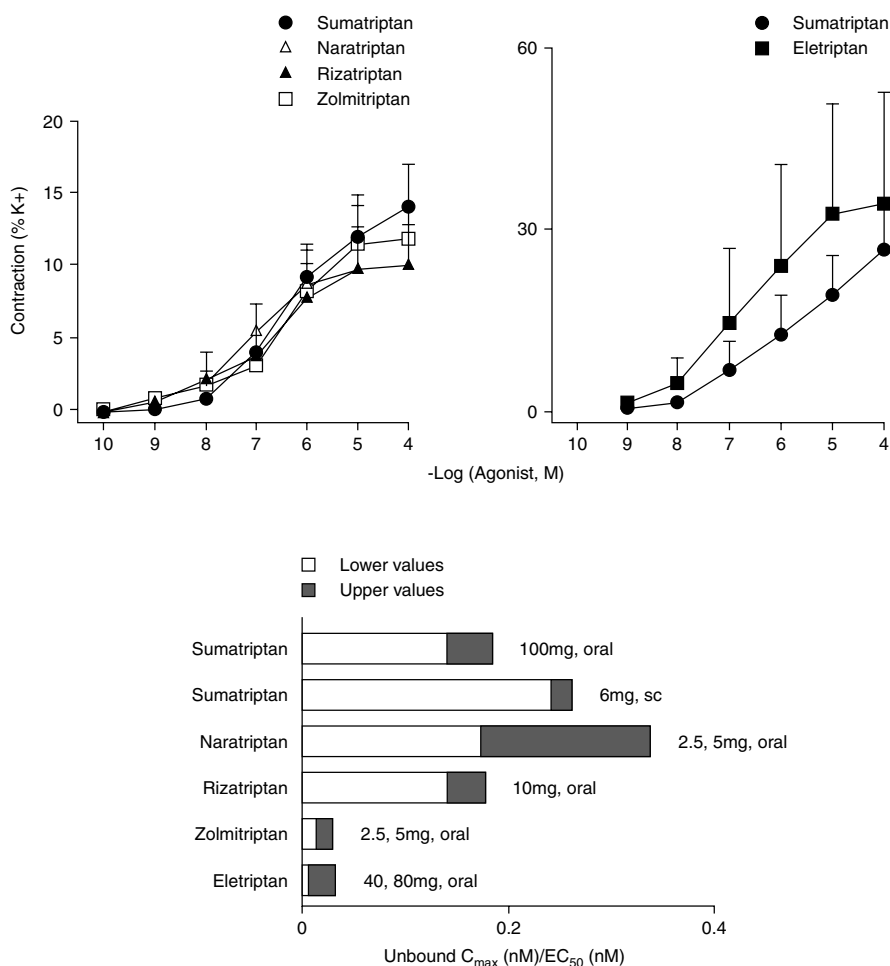 Sumatriptan
Naratriptan
Rizatriptan
Zolmitriptan
20
15
10
5
0
10 9 8 7 6 5 4
Contraction (% K+)
Sumatriptan
Eletriptan
60
30
0
10 9 8 7 6 5 4
-Log (Agonist, M)
Lower values
Upper values
Sumatriptan 100mg, oral
Sumatriptan 6mg, sc
Naratriptan 2.5, 5mg, oral
Rizatriptan 10mg, oral
Zolmitriptan 2.5, 5mg, oral
Eletriptan 40, 80mg, oral
0 0.2 0.4
Unbound Cmax (nM)/EC50 (nM)